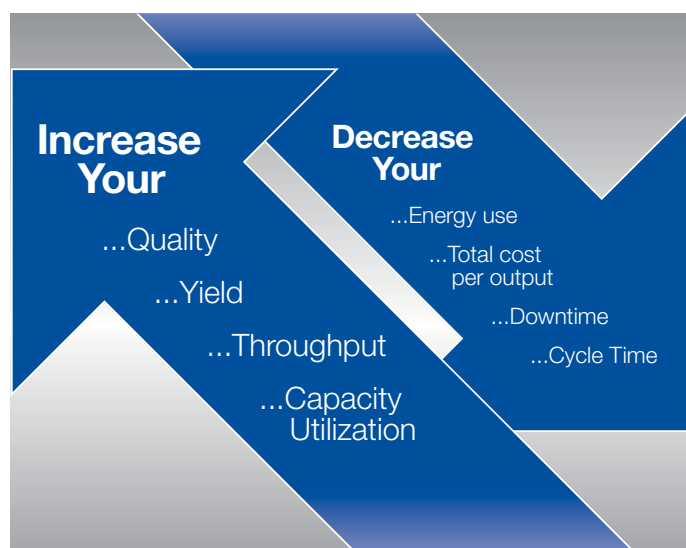 Increase
Your
...Quality
...Yield
...Throughput
...Capacity
Utilization
Decrease
Your
...Energy use
...Total cost
per output
...Downtime
...Cycle Time